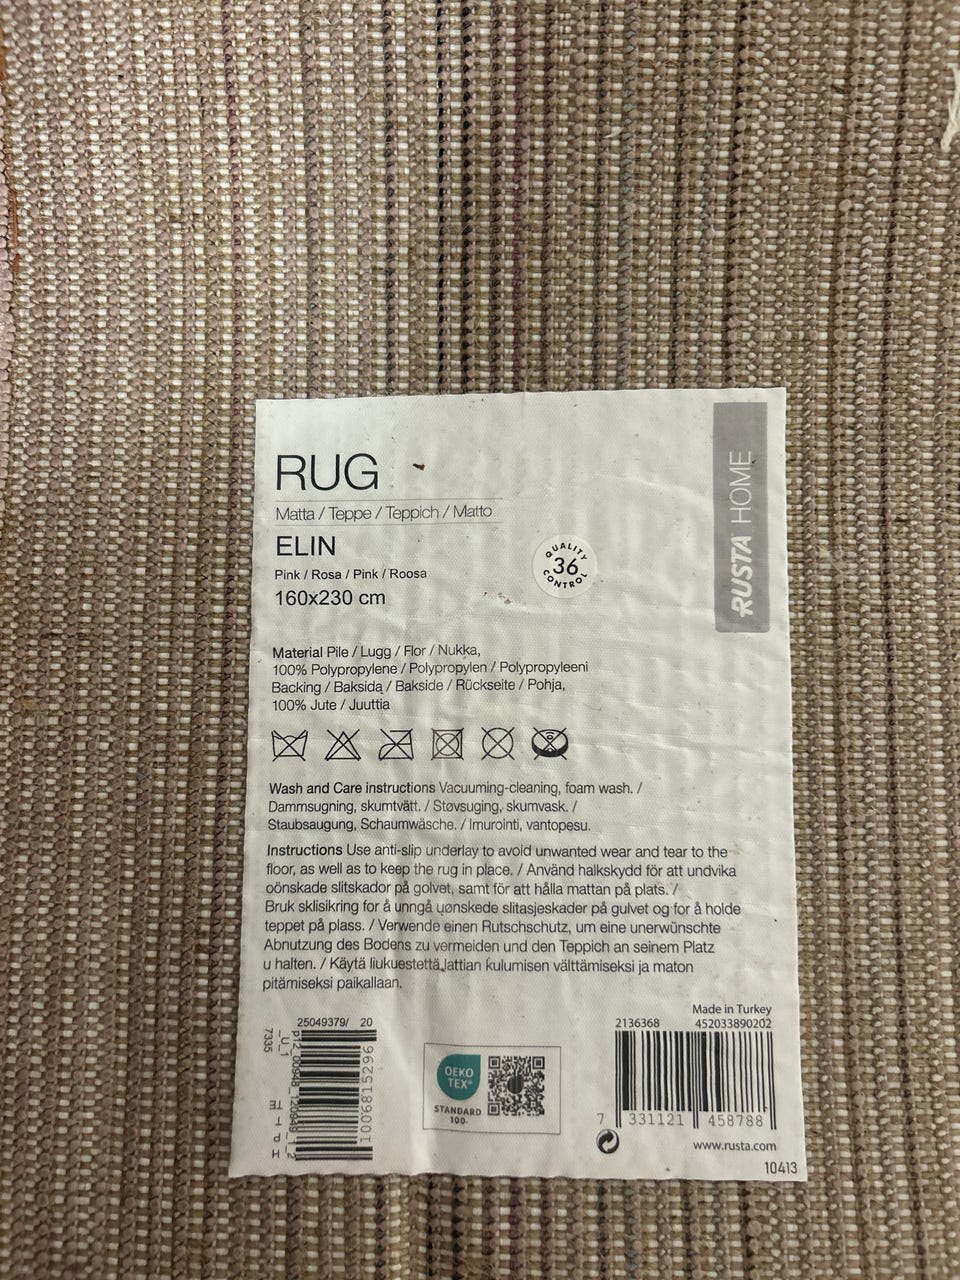 RUG
Matta / Teppe / Teppich / Matto
ELIN
Pink / Rosa / Pink / Roosa
160x230 cm
QUALITY
36
CONTROL
RUSTA HOME
Material Pile / Lugg / Flor / Nukka,
100% Polypropylene / Polypropylen / Polypropyleeni
Backing / Baksida / Bakside / Rückseite / Pohja,
100% Jute / Juuttia
Wash and Care instructions Vacuuming-cleaning, foam wash. /
Dammsugning, skumtvätt. / Støvsuging, skumvask. /
Staubsaugung, Schaumwäsche. / Imurointi, vantopesu.
Instructions Use anti-slip underlay to avoid unwanted wear and tear to the
floor, as well as to keep the rug in place. / Använd halkskydd för att undvika
oönskade slitskador på golvet, samt för att hålla mattan på plats. /
Bruk sklisikring for å unngå uønskede slitasjeskader på gulvet og for å holde
teppet på plass. / Verwende einen Rutschschutz, um eine unerwünschte
Abnutzung des Bodens zu vermeiden und den Teppich an seinem Platz
u halten. / Käytä liukuestettä lattian kulumisen välttämiseksi ja maton
pitämiseksi paikallaan.
25049379/ 20
7335
1006815296
OEKO
TEX®
STANDARD
100
Made in Turkey
2136368 452033890202
7 331121 458788
www.rusta.com
10413